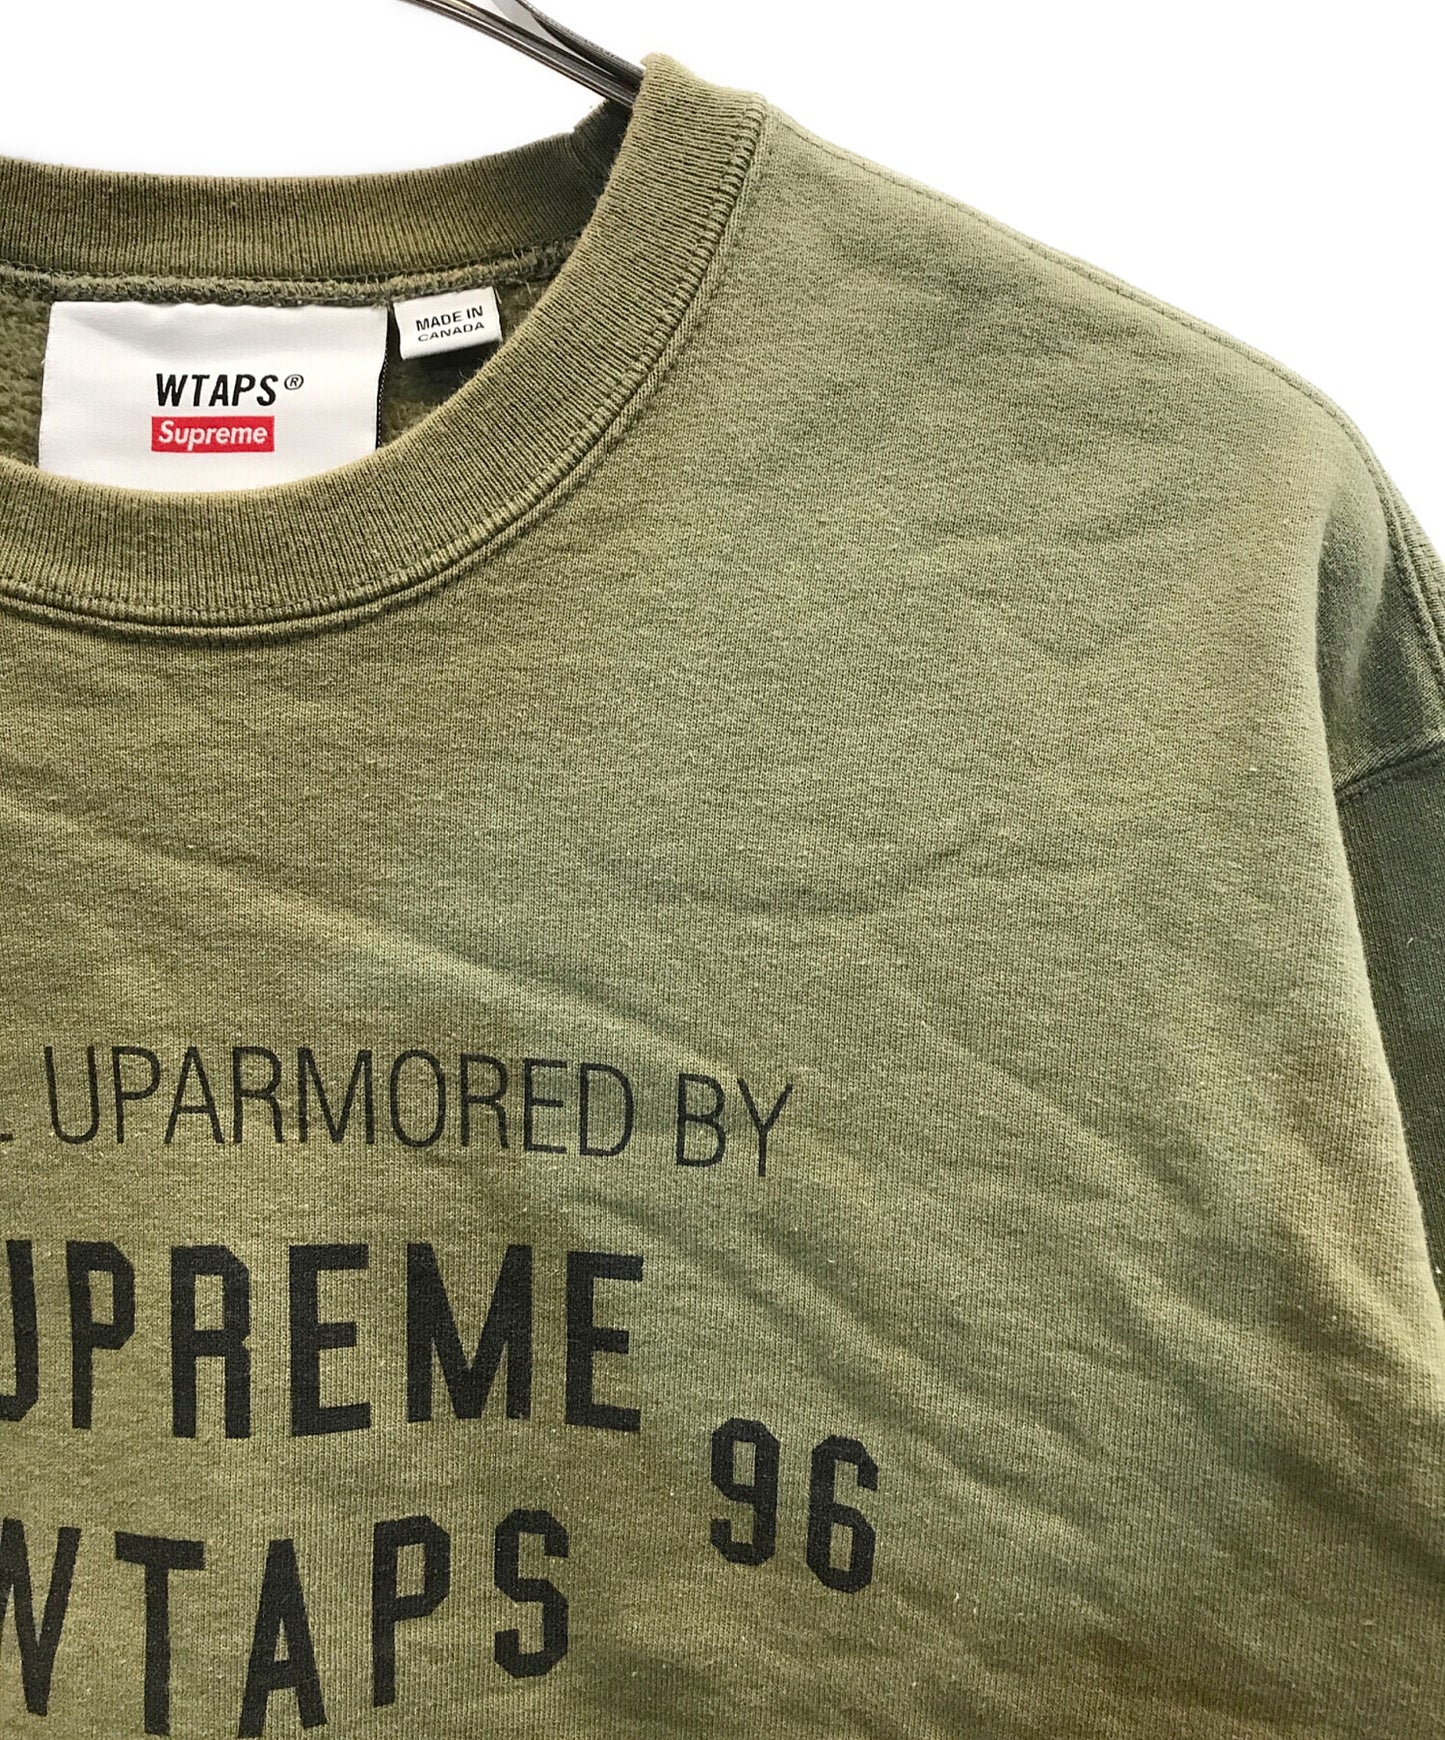 WTAPS®
Supreme
MADE IN
CANADA
UPARMORED BY
UPREME
96
WTAPS